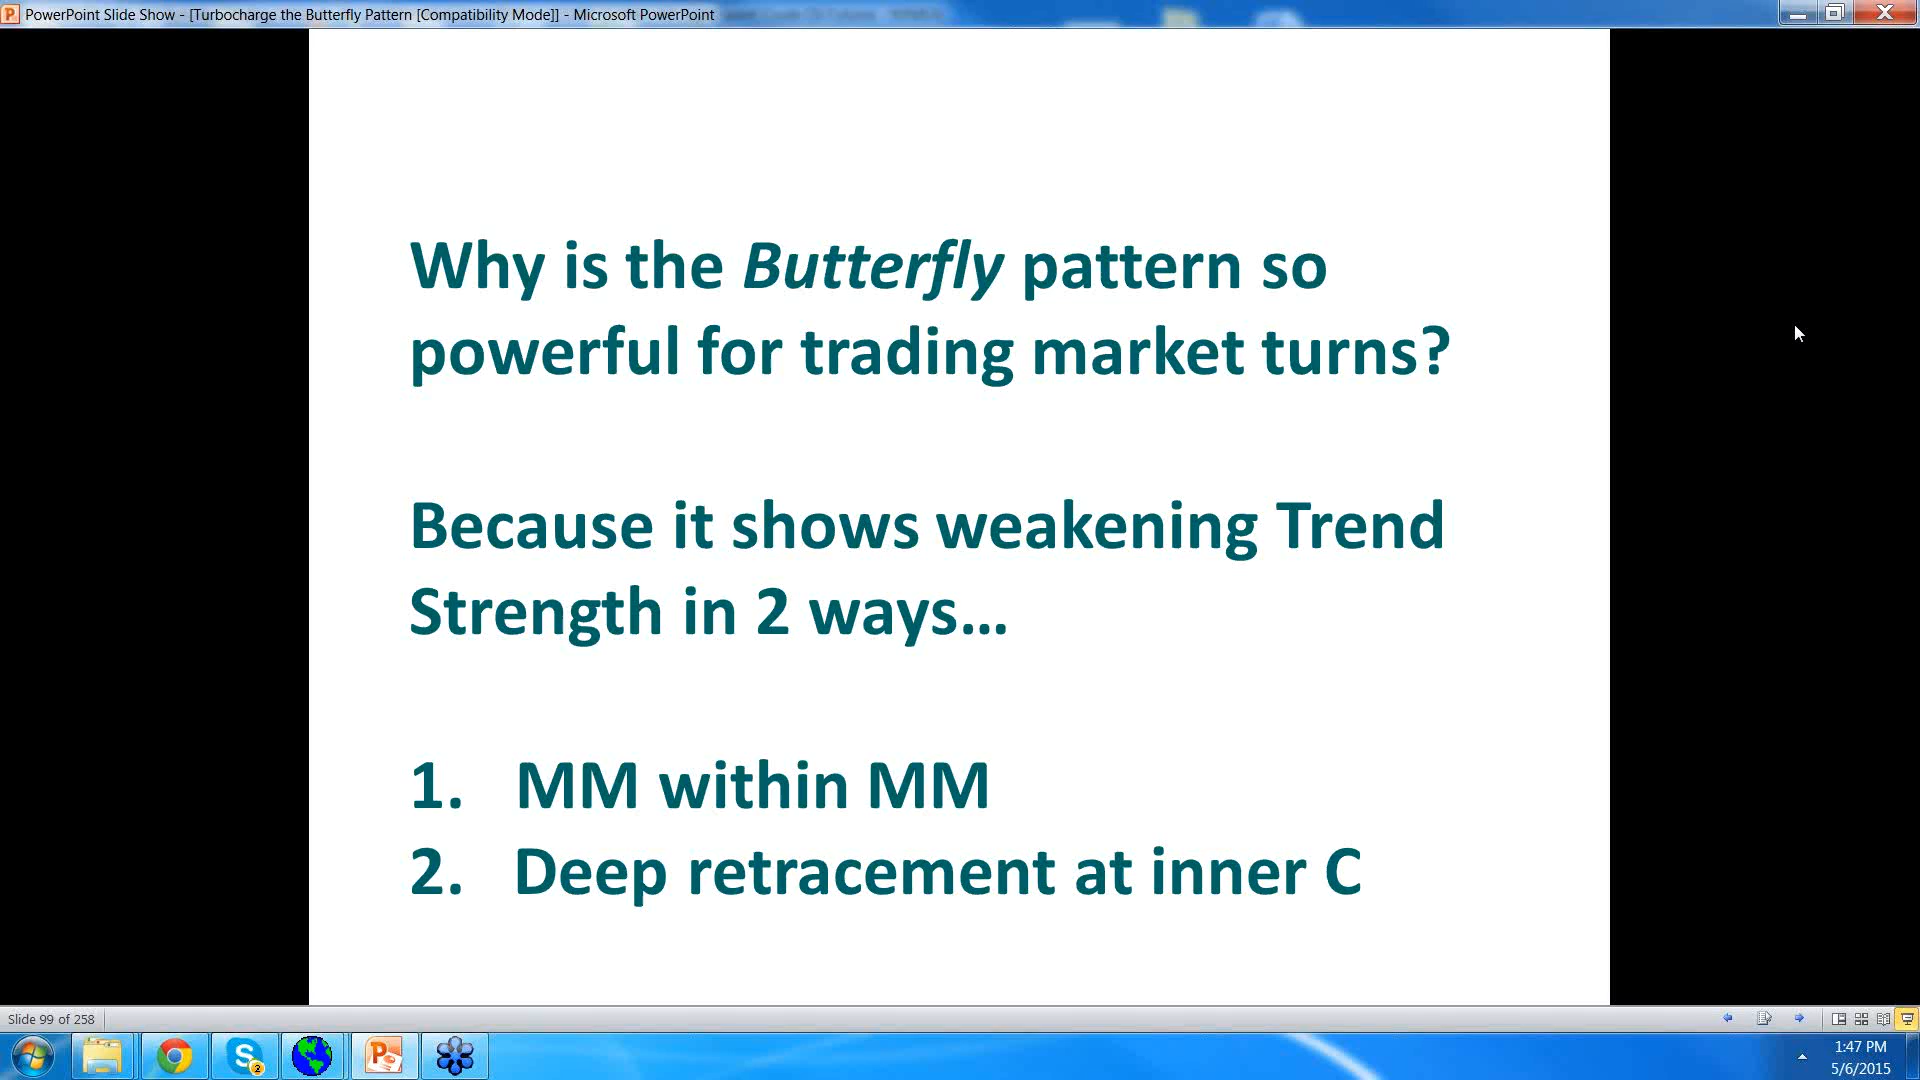 PowerPoint Slide Show - [Turbocharge the Butterfly Pattern [Compatibility Mode]] - Microsoft PowerPoint
Why is the Butterfly pattern so
powerful for trading market turns?
Because it shows weakening Trend
Strength in 2 ways...
1. MM within MM
2. Deep retracement at inner C
Slide 99 of 258
2
1:47 PM
5/6/2015